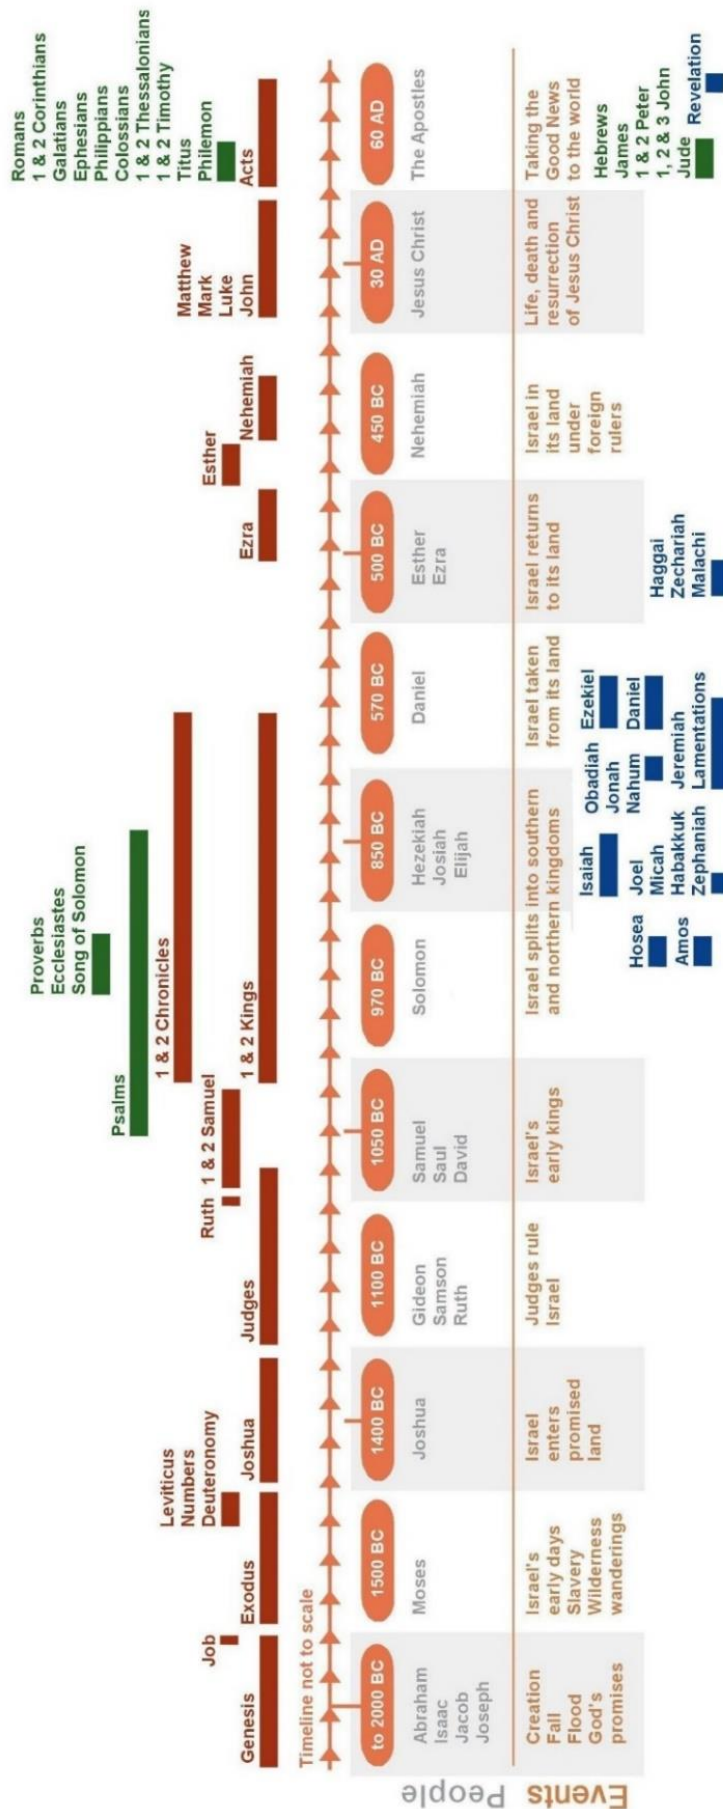 Proverbs
Ecclesiastes
Song of Solomon
Psalms
1 & 2 Chronicles
Romans
1 & 2 Corinthians
Galatians
Ephesians
Philippians
Colossians
1 & 2 Thessalonians
1 & 2 Timothy
Titus
Philemon
Leviticus
Numbers
Deuteronomy
Matthew
Mark
Luke
John
Job
Ruth
1 & 2 Samuel
Esther
Genesis
Exodus
Joshua
Judges
1 & 2 Kings
Ezra
Nehemiah
Acts
Timeline not to scale
to 2000 BC
1500 BC
1400 BC
1100 BC
1050 BC
970 BC
850 BC
570 BC
500 BC
450 BC
30 AD
60 AD
People
Abraham
Isaac
Jacob
Joseph
Moses
Joshua
Gideon
Samson
Ruth
Samuel
Saul
David
Solomon
Hezekiah
Josiah
Elijah
Daniel
Esther
Ezra
Nehemiah
Jesus Christ
The Apostles
Events
Creation
Fall
Flood
God's
promises
Israel's
early days
Slavery
Wilderness
wanderings
Israel
enters
promised
land
Judges rule
Israel
Israel's
early kings
Israel splits into southern
and northern kingdoms
Israel taken
from its land
Israel returns
to its land
Israel in
its land
under
foreign
rulers
Life, death and
resurrection
of Jesus Christ
Taking the
Good News
to the world
Hosea
Amos
Isaiah
Joel
Micah
Habakkuk
Zephaniah
Obadiah
Jonah
Nahum
Jeremiah
Lamentations
Ezekiel
Daniel
Haggai
Zechariah
Malachi
Hebrews
James
1 & 2 Peter
1, 2 & 3 John
Jude
Revelation